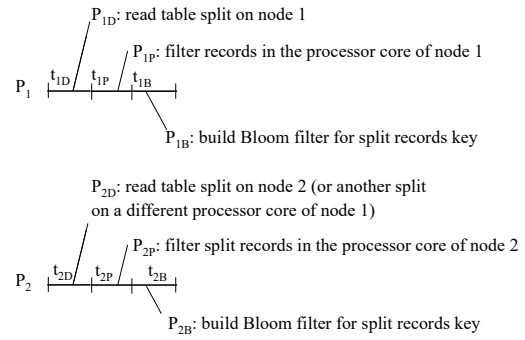 P1D: read table split on node 1
P1P: filter records in the processor core of node 1
P1 t1D t1P t1B
P1B: build Bloom filter for split records key
P2D: read table split on node 2 (or another split
on a different processor core of node 1)
P2P: filter split records in the processor core of node 2
P2 t2D t2P t2B
P2B: build Bloom filter for split records key